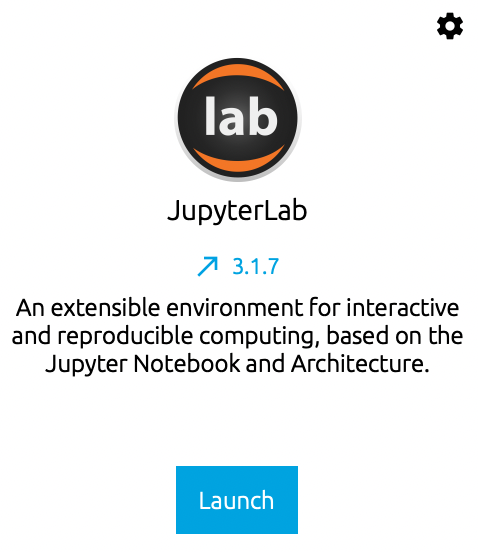 lab
JupyterLab
3.1.7
An extensible environment for interactive
and reproducible computing, based on the
Jupyter Notebook and Architecture.
Launch